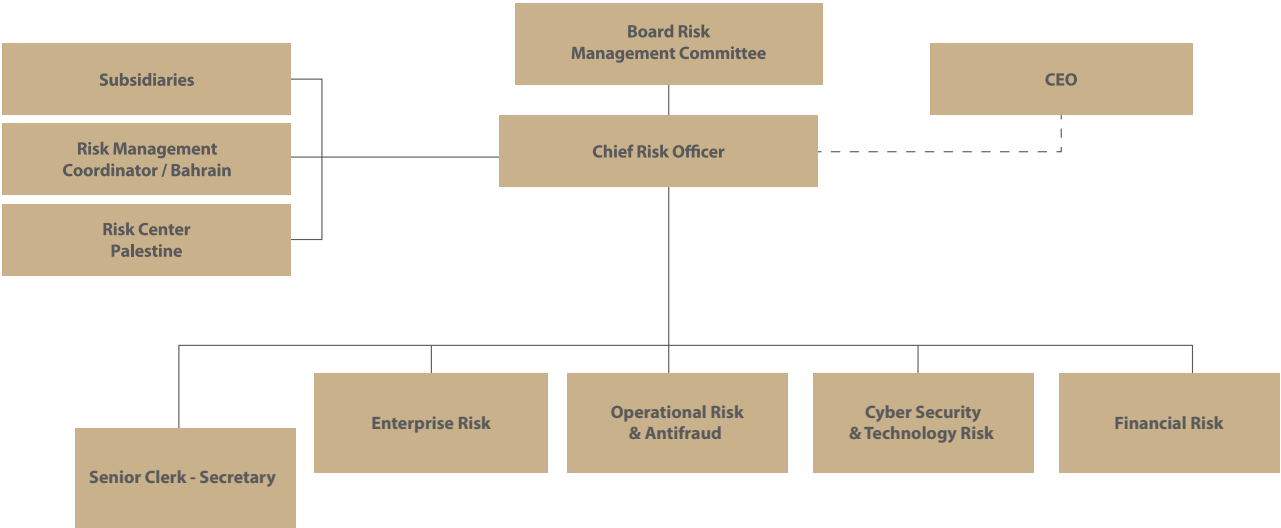 Board Risk
Management Committee
Subsidiaries
CEO
Risk Management
Coordinator / Bahrain
Chief Risk Officer
Risk Center
Palestine
Enterprise Risk
Operational Risk
& Antifraud
Cyber Security
& Technology Risk
Financial Risk
Senior Clerk - Secretary